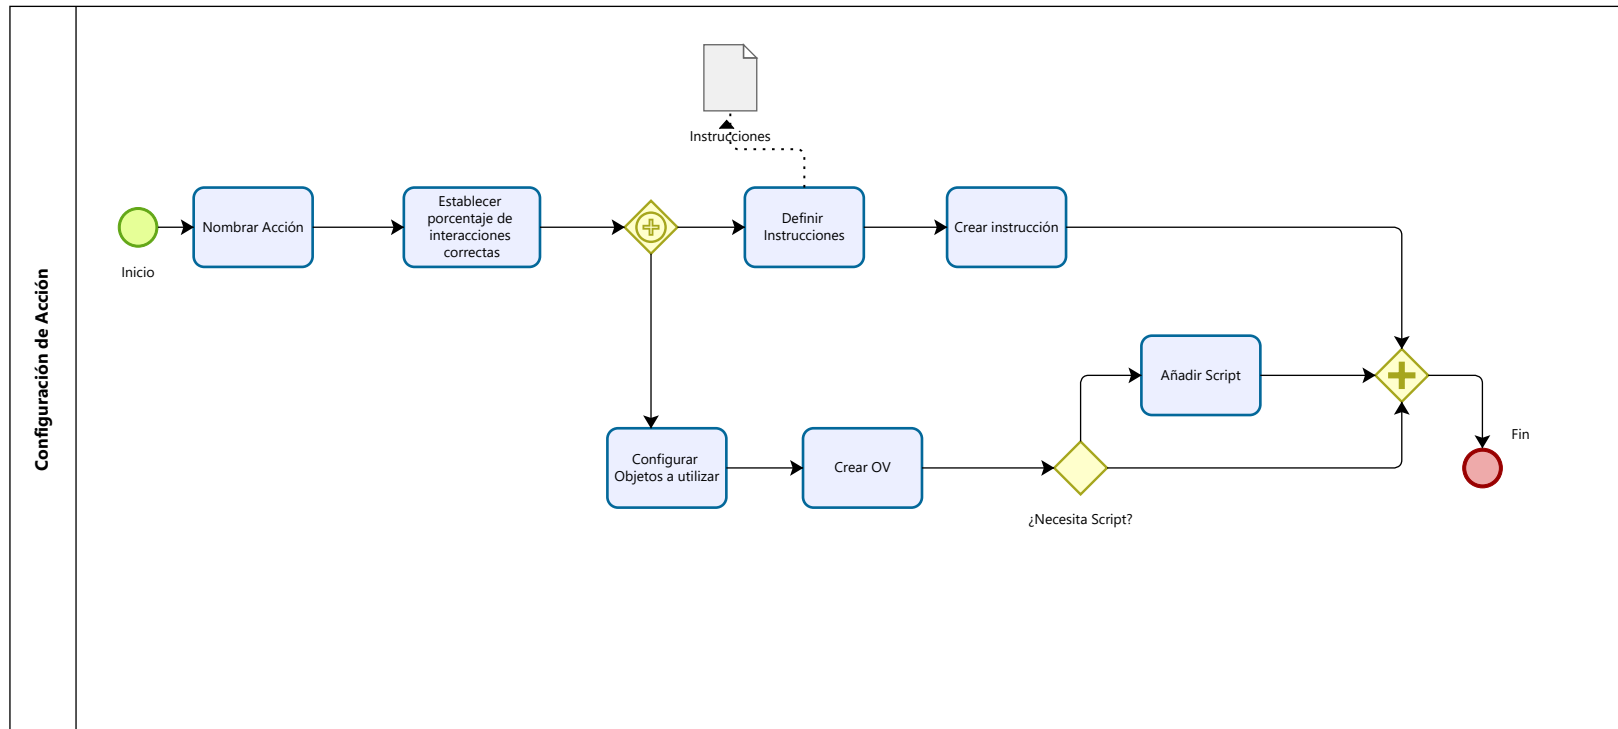 Configuración de Acción
Instrucciones
Inicio
Nombrar Acción
Establecer
porcentaje de
interacciones
correctas
Definir
Instrucciones
Crear instrucción
Añadir Script
Configurar
Objetos a utilizar
Crear OV
¿Necesita Script?
Fin